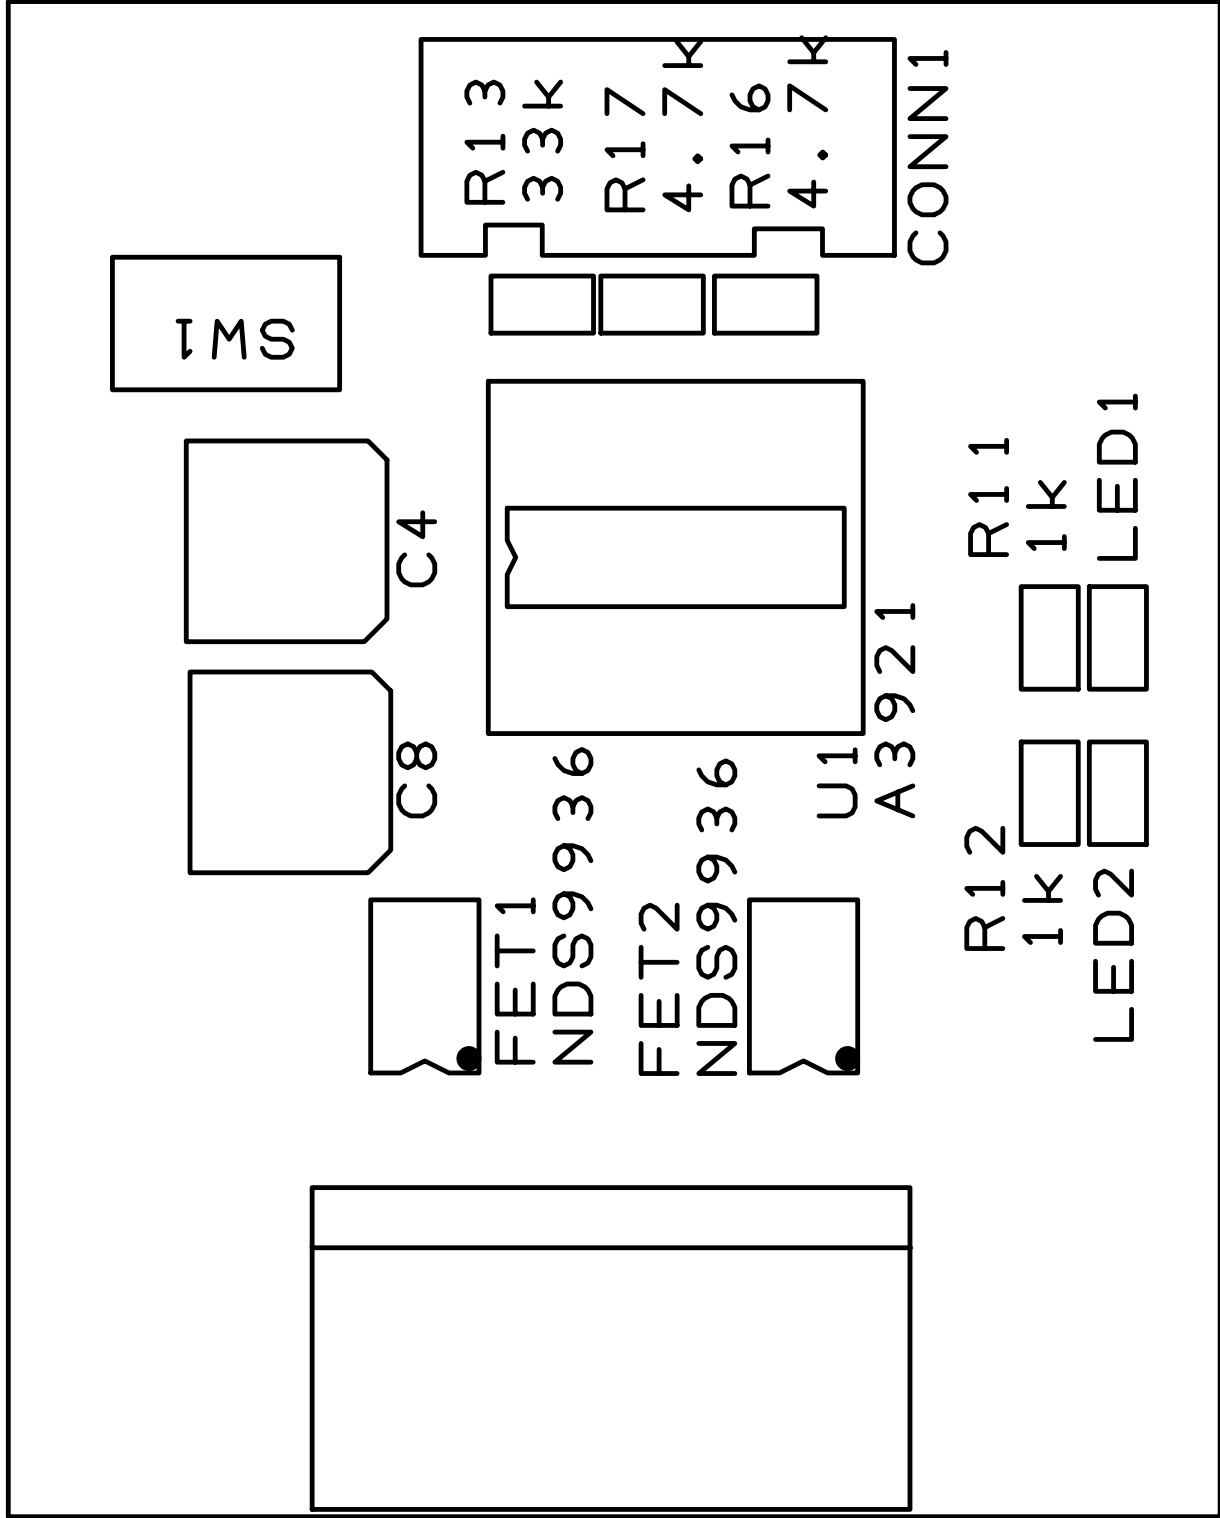 R13
33k
R17
4.7k
R16
4.7k
CONN1
SW1
C4
R11
1k
LED1
C8
U1
A3921
FET1
NDS9936
FET2
NDS9936
R12
1k
LED2